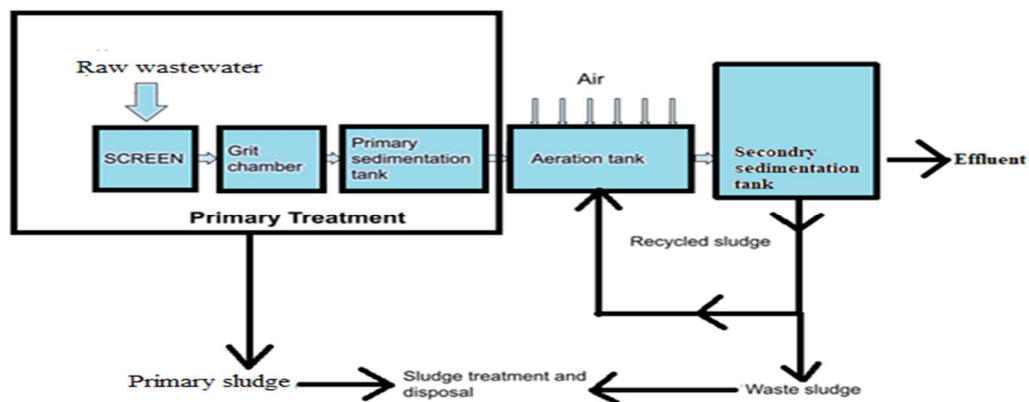 Raw wastewater
SCREEN
Grit
chamber
Primary
sedimentation
tank
Primary Treatment
Air
Aeration tank
Secondry
sedimentation
tank
Effluent
Recycled sludge
Primary sludge
Sludge treatment and
disposal
Waste sludge